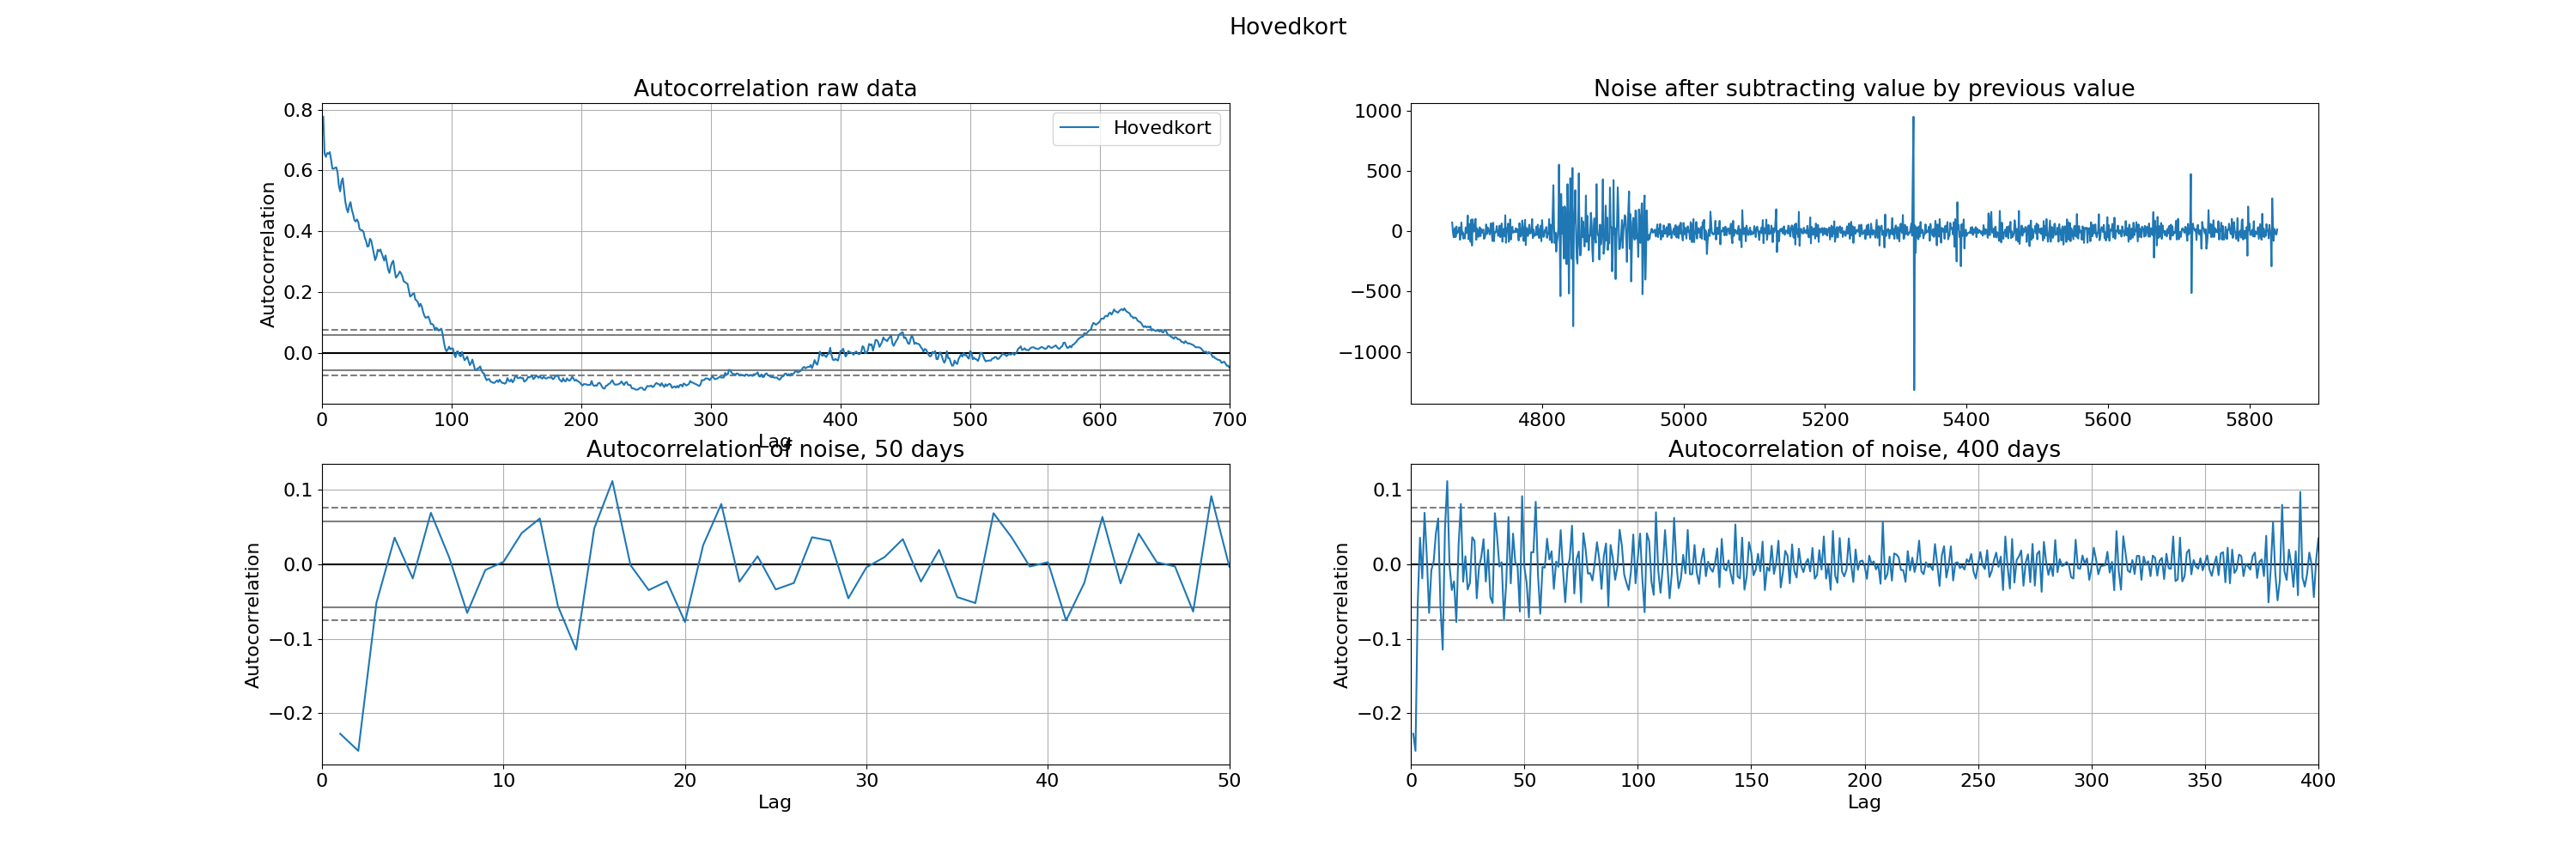 Hovedkort
Autocorrelation raw data
0.8
0.6
0.4
0.2
0.0
Autocorrelation
Hovedkort
0 100 200 300 400 500 600 700
Lag
Noise after subtracting value by previous value
1000
500
0
−500
−1000
4800 5000 5200 5400 5600 5800
Autocorrelation of noise, 50 days
0.1
0.0
−0.1
−0.2
Autocorrelation
0 10 20 30 40 50
Lag
Autocorrelation of noise, 400 days
0.1
0.0
−0.1
−0.2
Autocorrelation
0 50 100 150 200 250 300 350 400
Lag